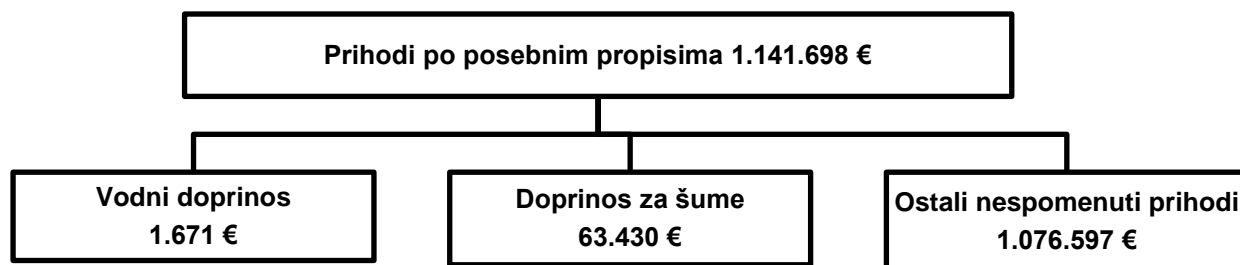 Prihodi po posebnim propisima 1.141.698 €
Vodni doprinos
1.671 €
Doprinos za šume
63.430 €
Ostali nespomenuti prihodi
1.076.597 €